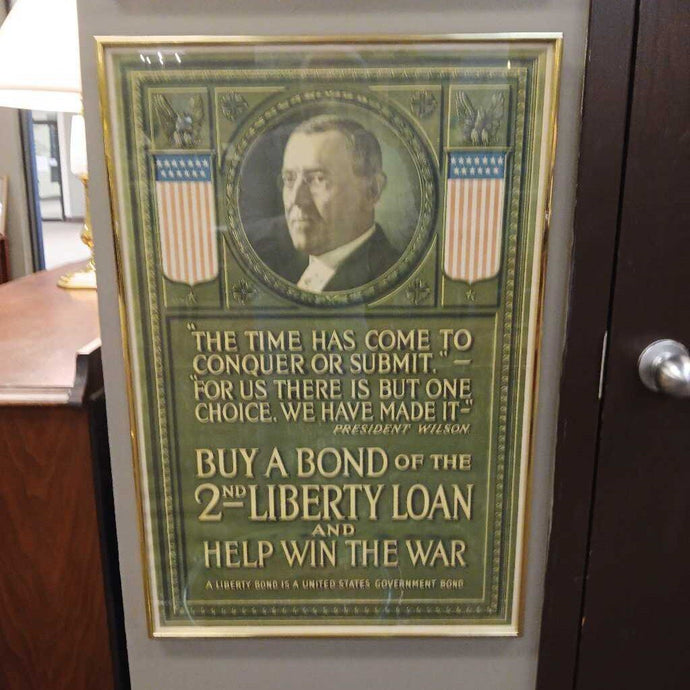 "THE TIME HAS COME TO
CONQUER OR SUBMIT." —
"FOR US THERE IS BUT ONE
CHOICE. WE HAVE MADE IT—"
PRESIDENT WILSON.
BUY A BOND OF THE
2ND LIBERTY LOAN
AND
HELP WIN THE WAR
A LIBERTY BOND IS A UNITED STATES GOVERNMENT BOND